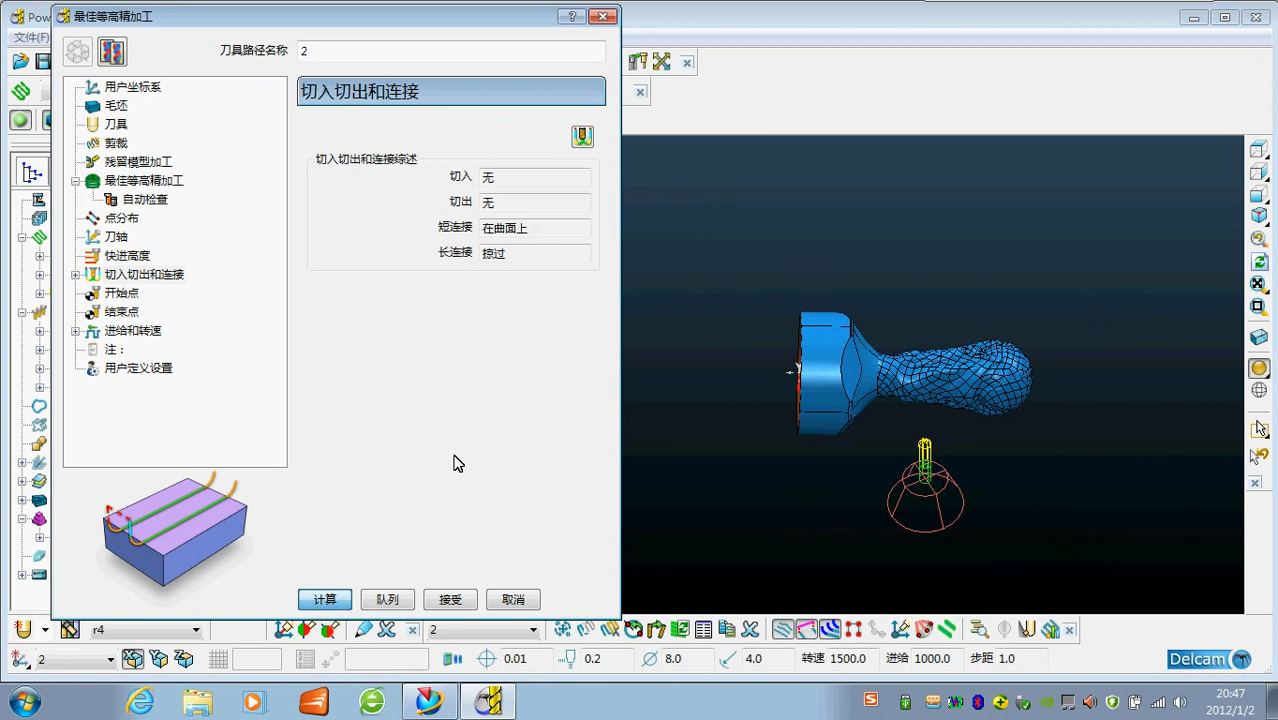 Pow
最佳等高精加工
文件(F)
刀具路径名称 2
用户坐标系
毛坯
刀具
剪裁
残留模型加工
最佳等高精加工
自动检查
点分布
刀轴
快进高度
切入切出和连接
开始点
结束点
进给和转速
注：
用户定义设置
切入切出和连接
切入切出和连接综述
切入 无
切出 无
短连接 在曲面上
长连接 掠过
计算 队列 接受 取消
r4 2
2 0.01 0.2 8.0 4.0 转速 1500.0 进给 1000.0 步距 1.0
Delcam
20:47
2012/1/2